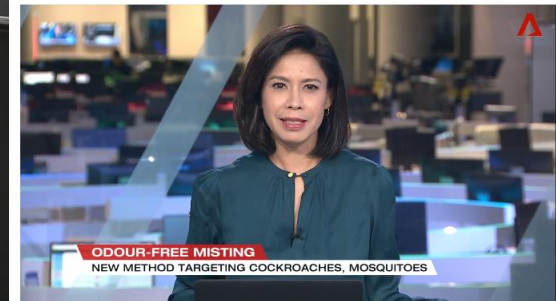 ODOUR-FREE MISTING
NEW METHOD TARGETING COCKROACHES, MOSQUITOES